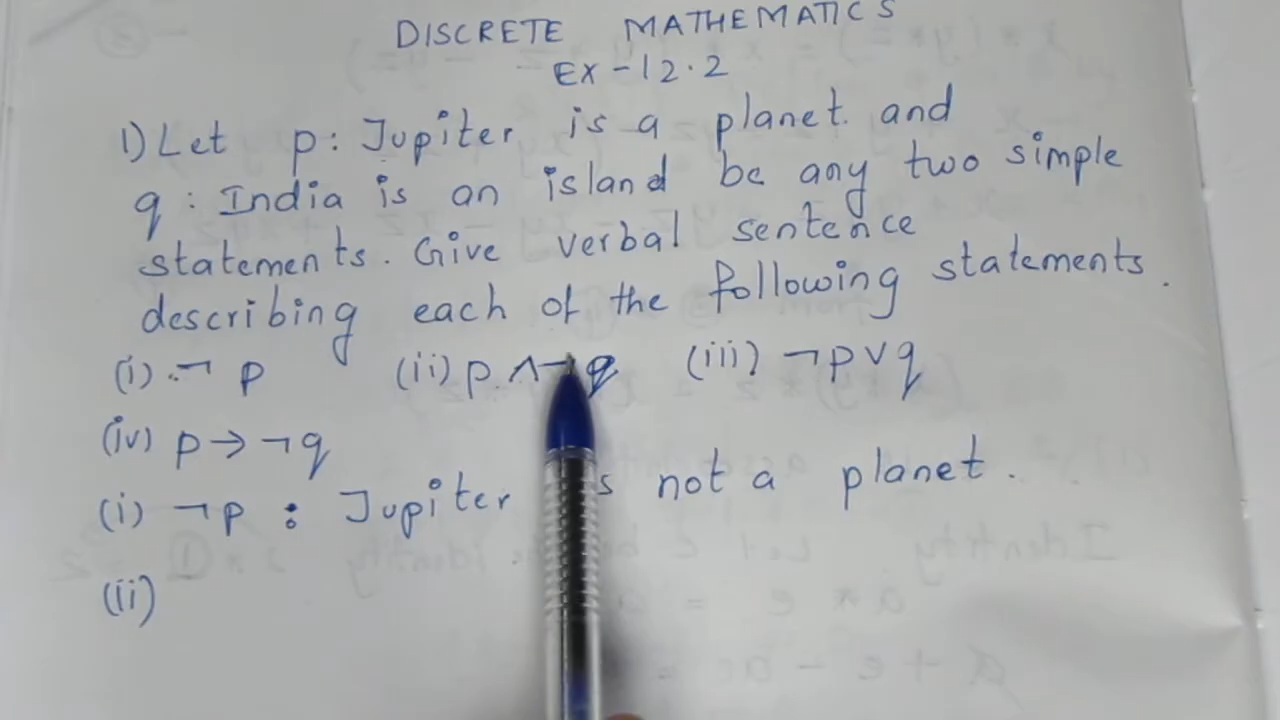 DISCRETE MATHEMATICS
EX-12.2
1) Let p: Jupiter is a planet. and
q: India is an island be any two simple
statements. Give verbal sentence
describing each of the following statements.
(i) ¬ p (ii) p ∧ ¬ q (iii) ¬ p ∨ q
(iv) p → ¬ q
(i) ¬ p : Jupiter s not a planet.
(ii)